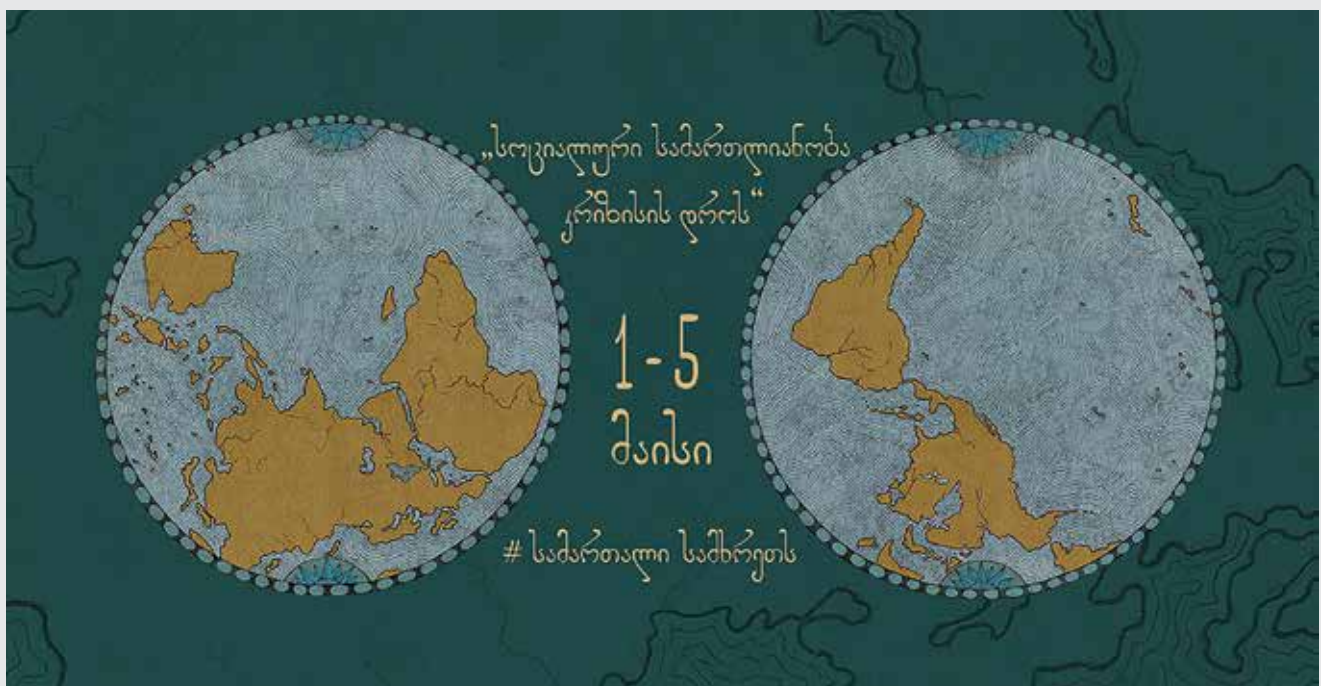 „სოციალური სამართლიანობა
კრიზისის დროს“
1-5
მაისი
# სამართალი სამხრეთს